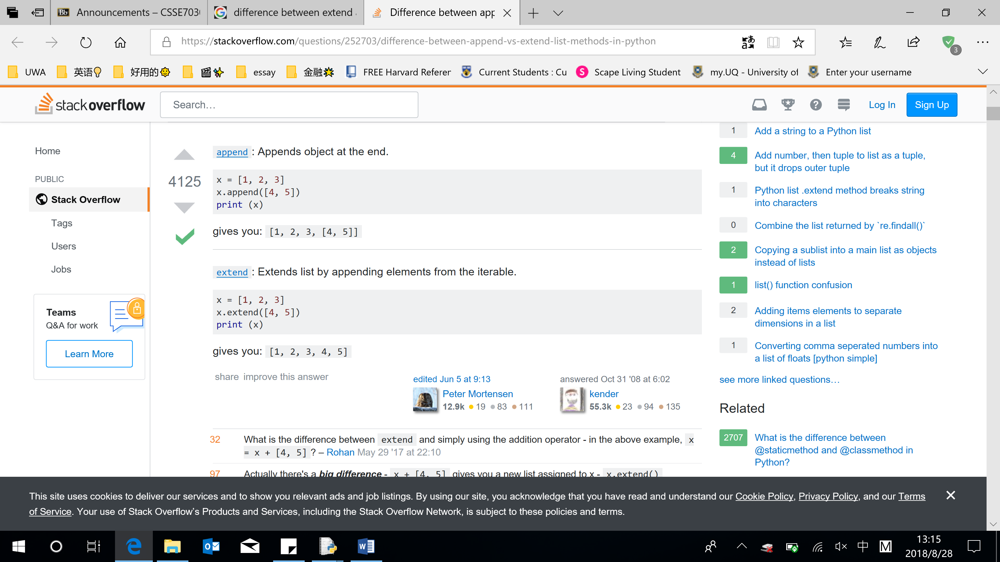 Announcements – CSSE703
difference between extend
Difference between app
https://stackoverflow.com/questions/252703/difference-between-append-vs-extend-list-methods-in-python
3
UWA
英语
好用的
essay
金融
FREE Harvard Referer
Current Students : Cu
Scape Living Student
my.UQ - University of
Enter your username
stackoverflow
Search…
Log In
Sign Up
Home
PUBLIC
Stack Overflow
Tags
Users
Jobs
Teams
Q&A for work
Learn More
4125
append : Appends object at the end.
x = [1, 2, 3]
x.append([4, 5])
print (x)
gives you: [1, 2, 3, [4, 5]]
extend : Extends list by appending elements from the iterable.
x = [1, 2, 3]
x.extend([4, 5])
print (x)
gives you: [1, 2, 3, 4, 5]
share improve this answer
edited Jun 5 at 9:13
Peter Mortensen
12.9k 19 83 111
answered Oct 31 '08 at 6:02
kender
55.3k 23 94 135
32 What is the difference between extend and simply using the addition operator - in the above example, x
= x + [4, 5] ? – Rohan May 29 '17 at 22:10
97 Actually there's a big difference - x + [4, 5] gives you a new list assigned to x - x.extend()
1 Add a string to a Python list
4 Add number, then tuple to list as a tuple,
but it drops outer tuple
1 Python list .extend method breaks string
into characters
0 Combine the list returned by `re.findall()`
2 Copying a sublist into a main list as objects
instead of lists
1 list() function confusion
2 Adding items elements to separate
dimensions in a list
1 Converting comma seperated numbers into
a list of floats [python simple]
see more linked questions…
Related
2707 What is the difference between
@staticmethod and @classmethod in
Python?
This site uses cookies to deliver our services and to show you relevant ads and job listings. By using our site, you acknowledge that you have read and understand our Cookie Policy, Privacy Policy, and our Terms
of Service. Your use of Stack Overflow’s Products and Services, including the Stack Overflow Network, is subject to these policies and terms.
中
M
13:15
2018/8/28